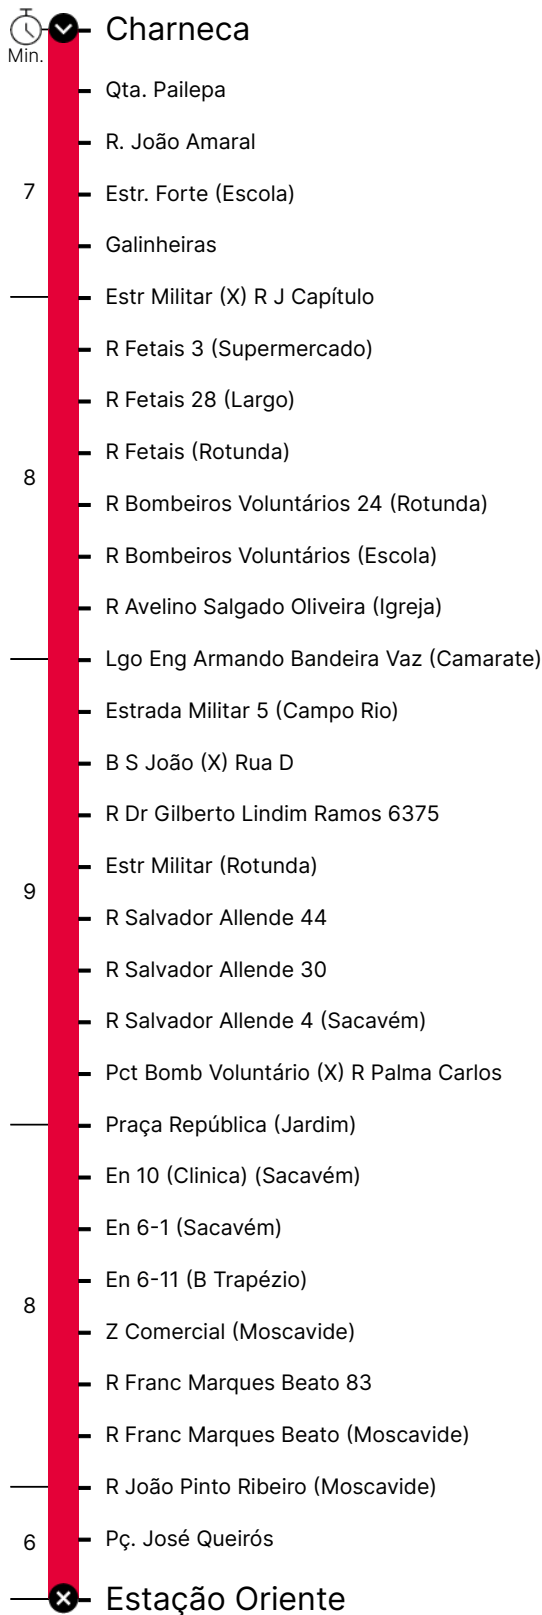 Charneca
Min.
Qta. Pailepa
R. João Amaral
7
Estr. Forte (Escola)
Galinheiras
Estr Militar (X) R J Capítulo
R Fetais 3 (Supermercado)
R Fetais 28 (Largo)
R Fetais (Rotunda)
8
R Bombeiros Voluntários 24 (Rotunda)
R Bombeiros Voluntários (Escola)
R Avelino Salgado Oliveira (Igreja)
Lgo Eng Armando Bandeira Vaz (Camarate)
Estrada Militar 5 (Campo Rio)
B S João (X) Rua D
R Dr Gilberto Lindim Ramos 6375
Estr Militar (Rotunda)
9
R Salvador Allende 44
R Salvador Allende 30
R Salvador Allende 4 (Sacavém)
Pct Bomb Voluntário (X) R Palma Carlos
Praça República (Jardim)
En 10 (Clinica) (Sacavém)
En 6-1 (Sacavém)
En 6-11 (B Trapézio)
8
Z Comercial (Moscavide)
R Franc Marques Beato 83
R Franc Marques Beato (Moscavide)
R João Pinto Ribeiro (Moscavide)
6
Pç. José Queirós
Estação Oriente